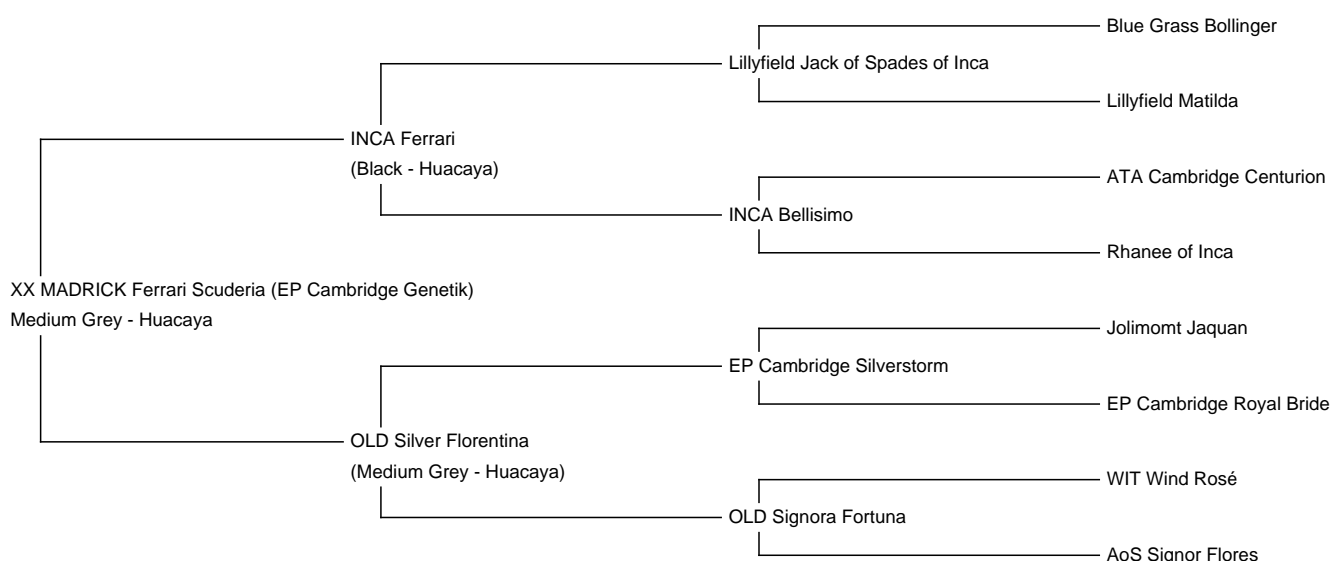 Blue Grass Bollinger
Lillyfield Jack of Spades of Inca
Lillyfield Matilda
INCA Ferrari
(Black - Huacaya)
ATA Cambridge Centurion
INCA Bellisimo
Rhanee of Inca
XX MADRICK Ferrari Scuderia (EP Cambridge Genetik)
Medium Grey - Huacaya
Jolimomt Jaquan
EP Cambridge Silverstorm
EP Cambridge Royal Bride
OLD Silver Florentina
(Medium Grey - Huacaya)
WIT Wind Rosé
OLD Signora Fortuna
AoS Signor Flores